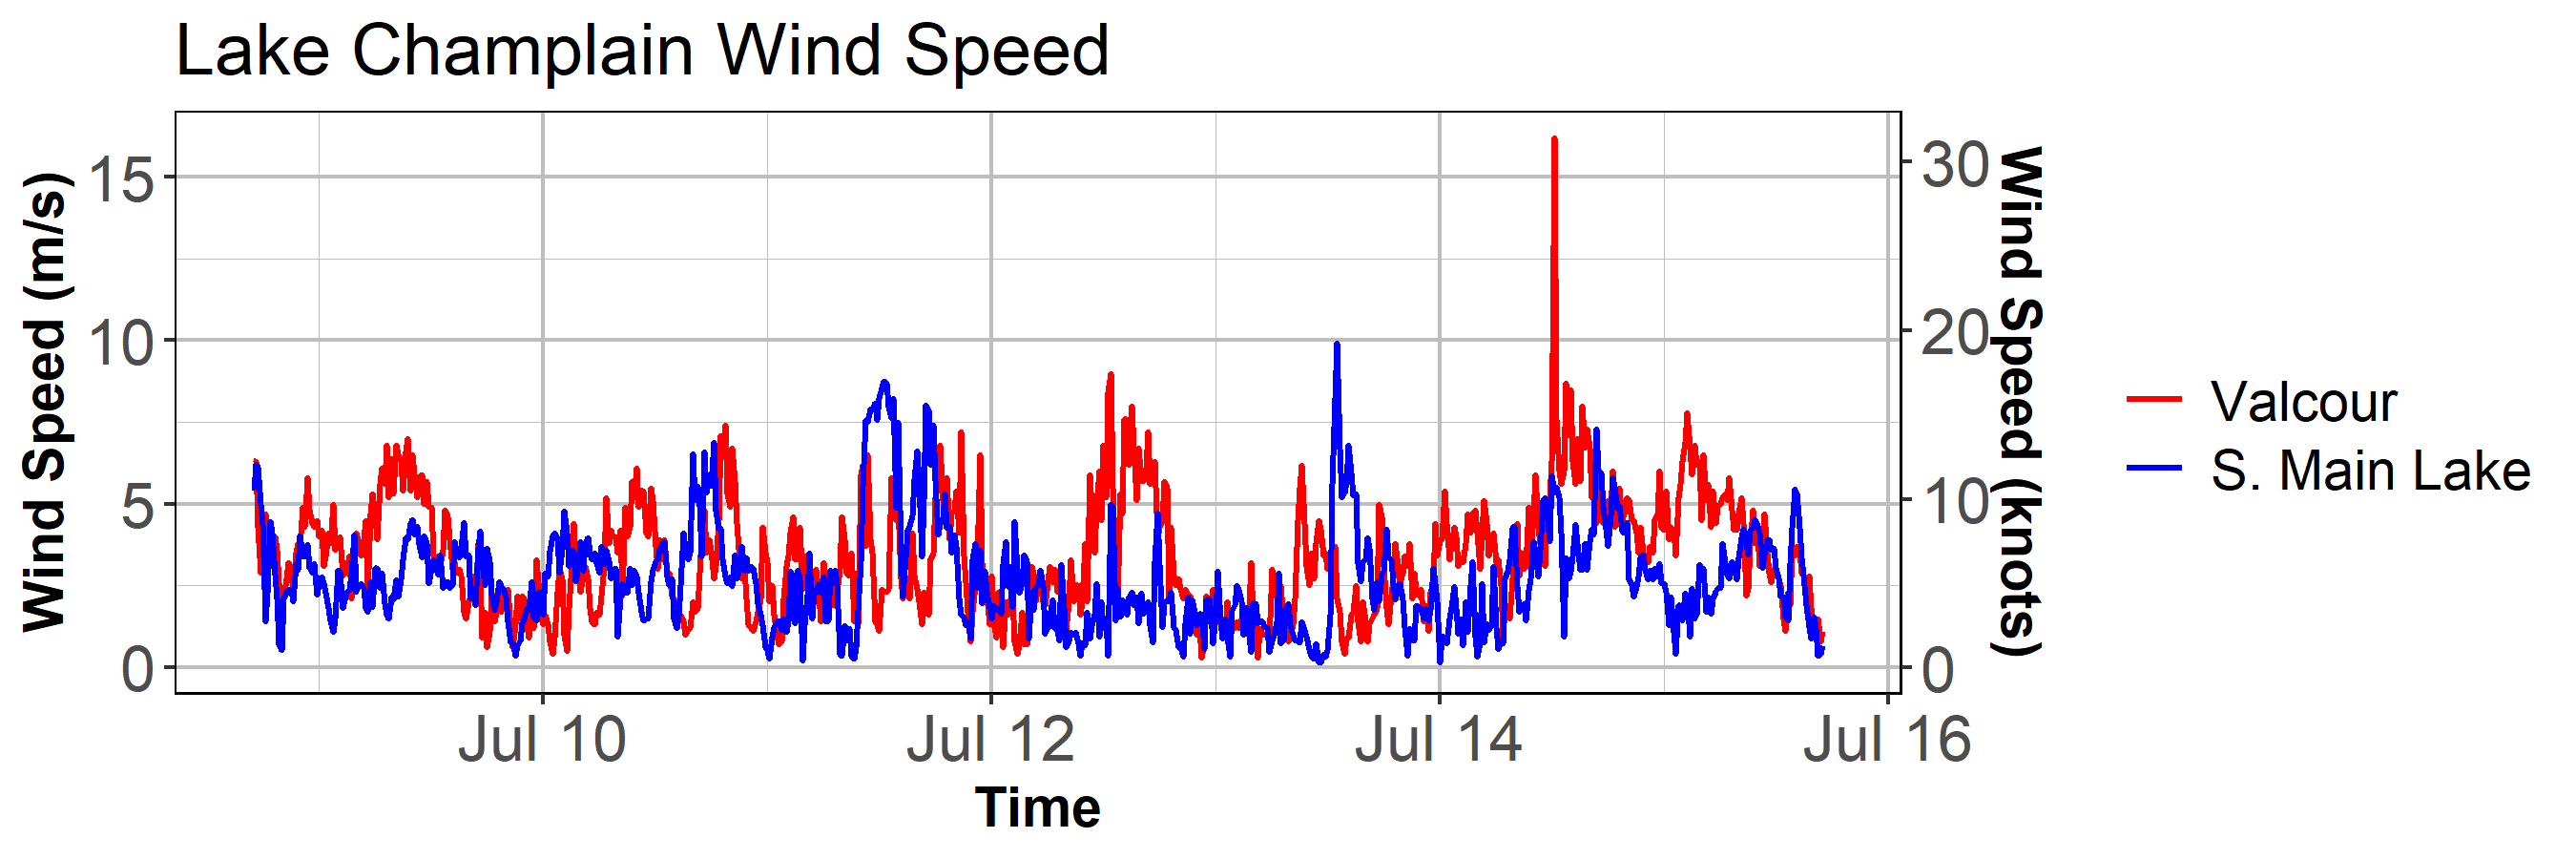 Lake Champlain Wind Speed
Wind Speed (m/s)
15
10
5
0
30
20
10
0
Wind Speed (knots)
Jul 10
Jul 12
Jul 14
Jul 16
Time
Valcour
S. Main Lake